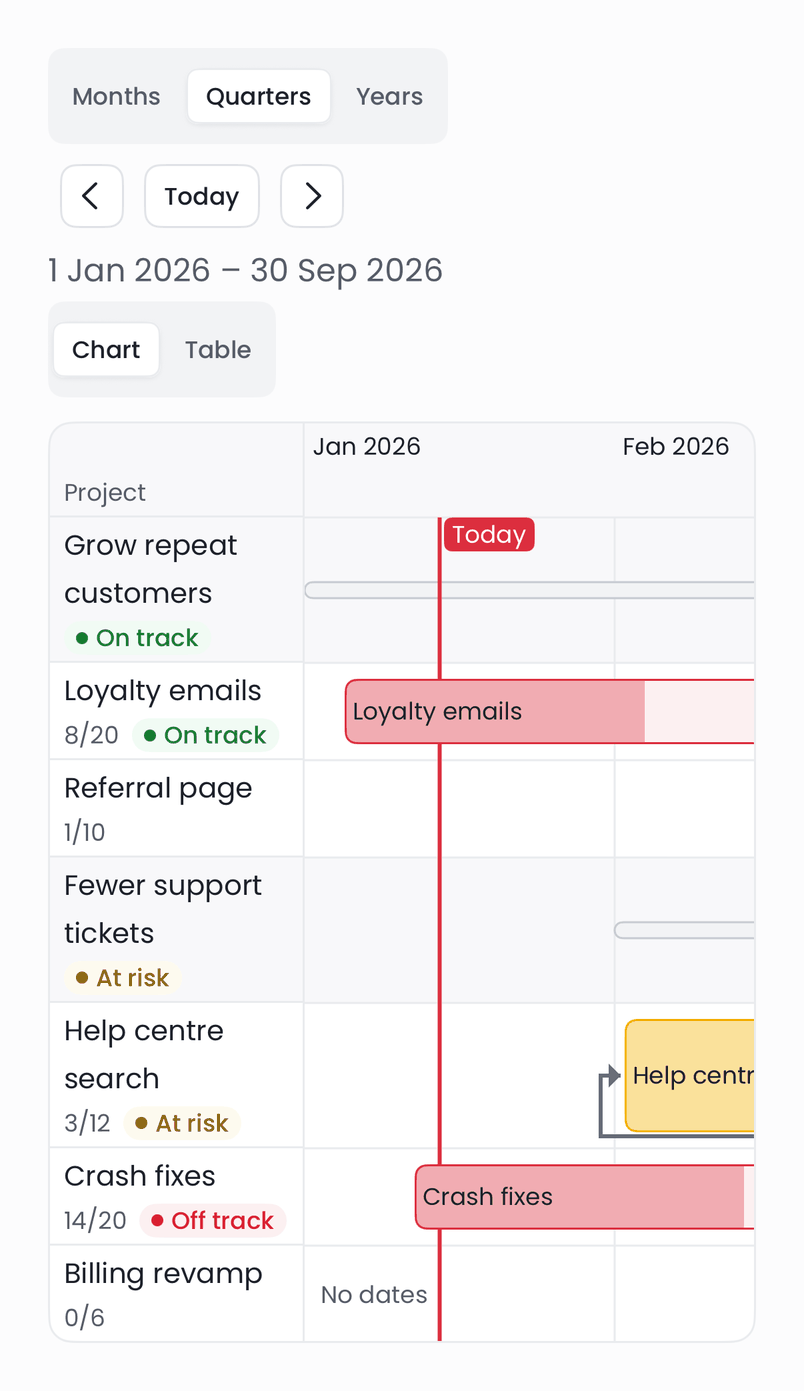 Months Quarters Years
Today
1 Jan 2026 – 30 Sep 2026
Chart Table
Jan 2026 Feb 2026
Project
Today
Grow repeat
customers
On track
Loyalty emails
8/20 On track
Loyalty emails
Referral page
1/10
Fewer support
tickets
At risk
Help centre
search
3/12 At risk
Help centr
Crash fixes
14/20 Off track
Crash fixes
Billing revamp
0/6
No dates